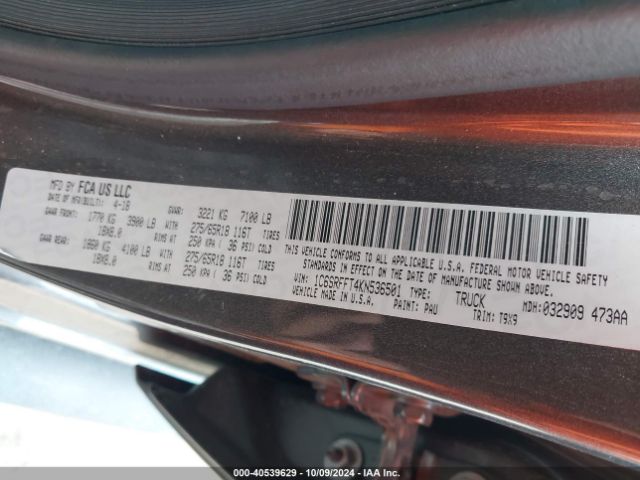 MFD BY FCA US LLC
DATE OF MFR/BUILT: 4-18 GVWR: 3221 KG 7100 LB
GAWR FRONT: 1770 KG 3900 LB 275/65R18 116T TIRES
18X8.0 RIMS AT 250 KPA ( 36 PSI) COLD
GAWR REAR: 1860 KG 4100 LB 275/65R18 116T TIRES
18X8.0 RIMS AT 250 KPA ( 36 PSI) COLD
THIS VEHICLE CONFORMS TO ALL APPLICABLE U.S.A. FEDERAL MOTOR VEHICLE SAFETY
STANDARDS IN EFFECT ON THE DATE OF MANUFACTURE SHOWN ABOVE.
VEHICLE MADE IN U.S.A.
VIN: 1C6SRFFT4KN536501 TYPE: TRUCK MDH: 032909 473AA
PAINT: PAU TRIM: T9X9
000-40539629 - 10/09/2024 - IAA Inc.